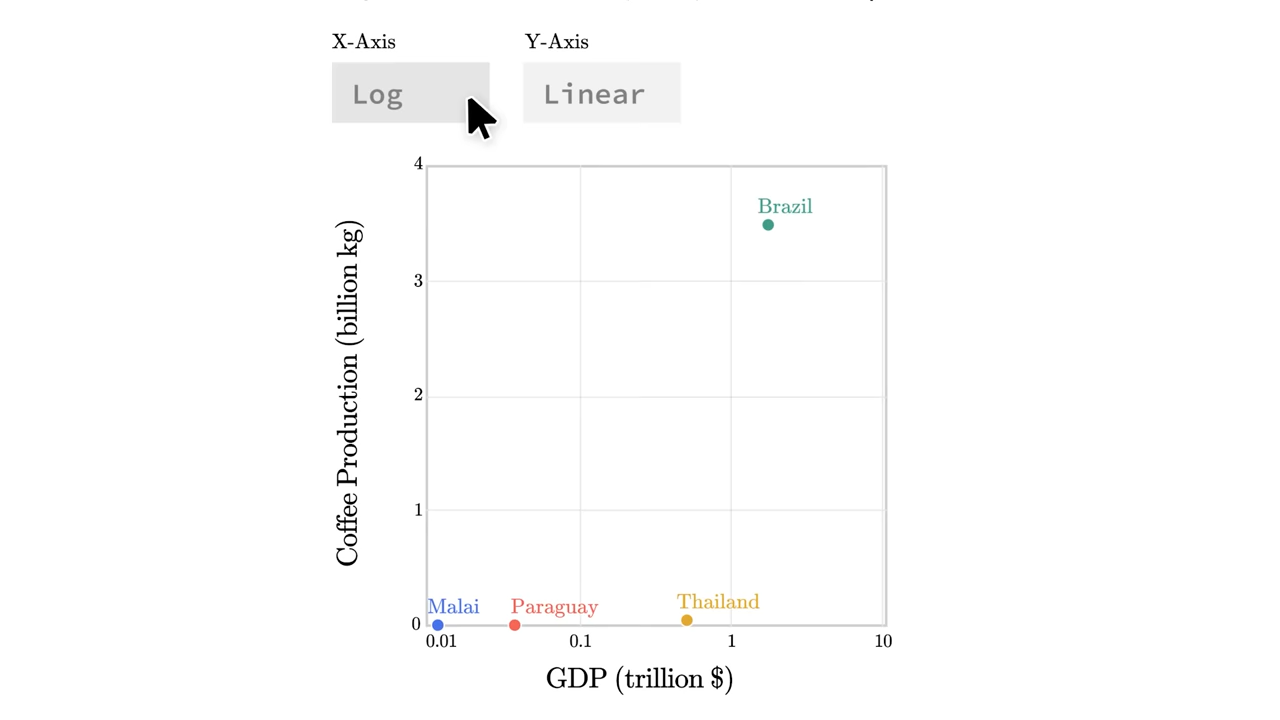 X-Axis
Y-Axis
Log
Linear
4
Brazil
3
Coffee Production (billion kg)
2
1
Malai
Paraguay
Thailand
0
0.01
0.1
1
10
GDP (trillion $)